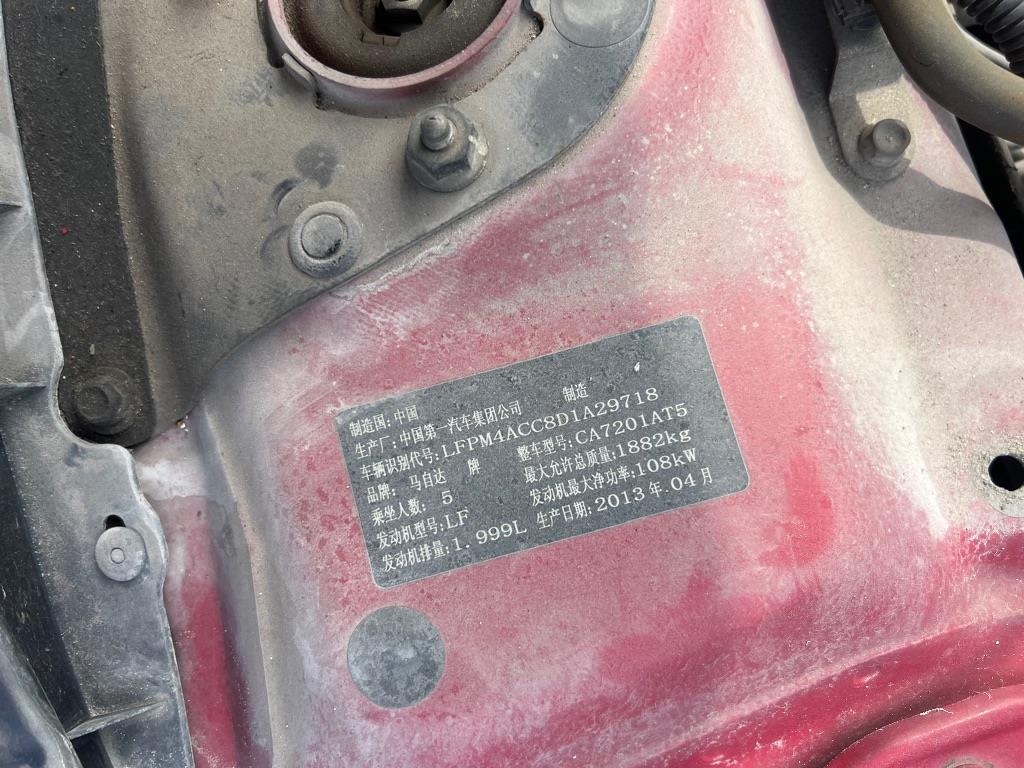 制造国:中国
生产厂:中国第一汽车集团公司 制造
车辆识别代号:LFPM4ACC8D1A29718
品牌: 马自达 牌 整车型号:CA7201AT5
乘坐人数: 5 最大允许总质量:1882kg
发动机型号:LF 发动机最大净功率:108kW
发动机排量:1.999L 生产日期:2013年04月